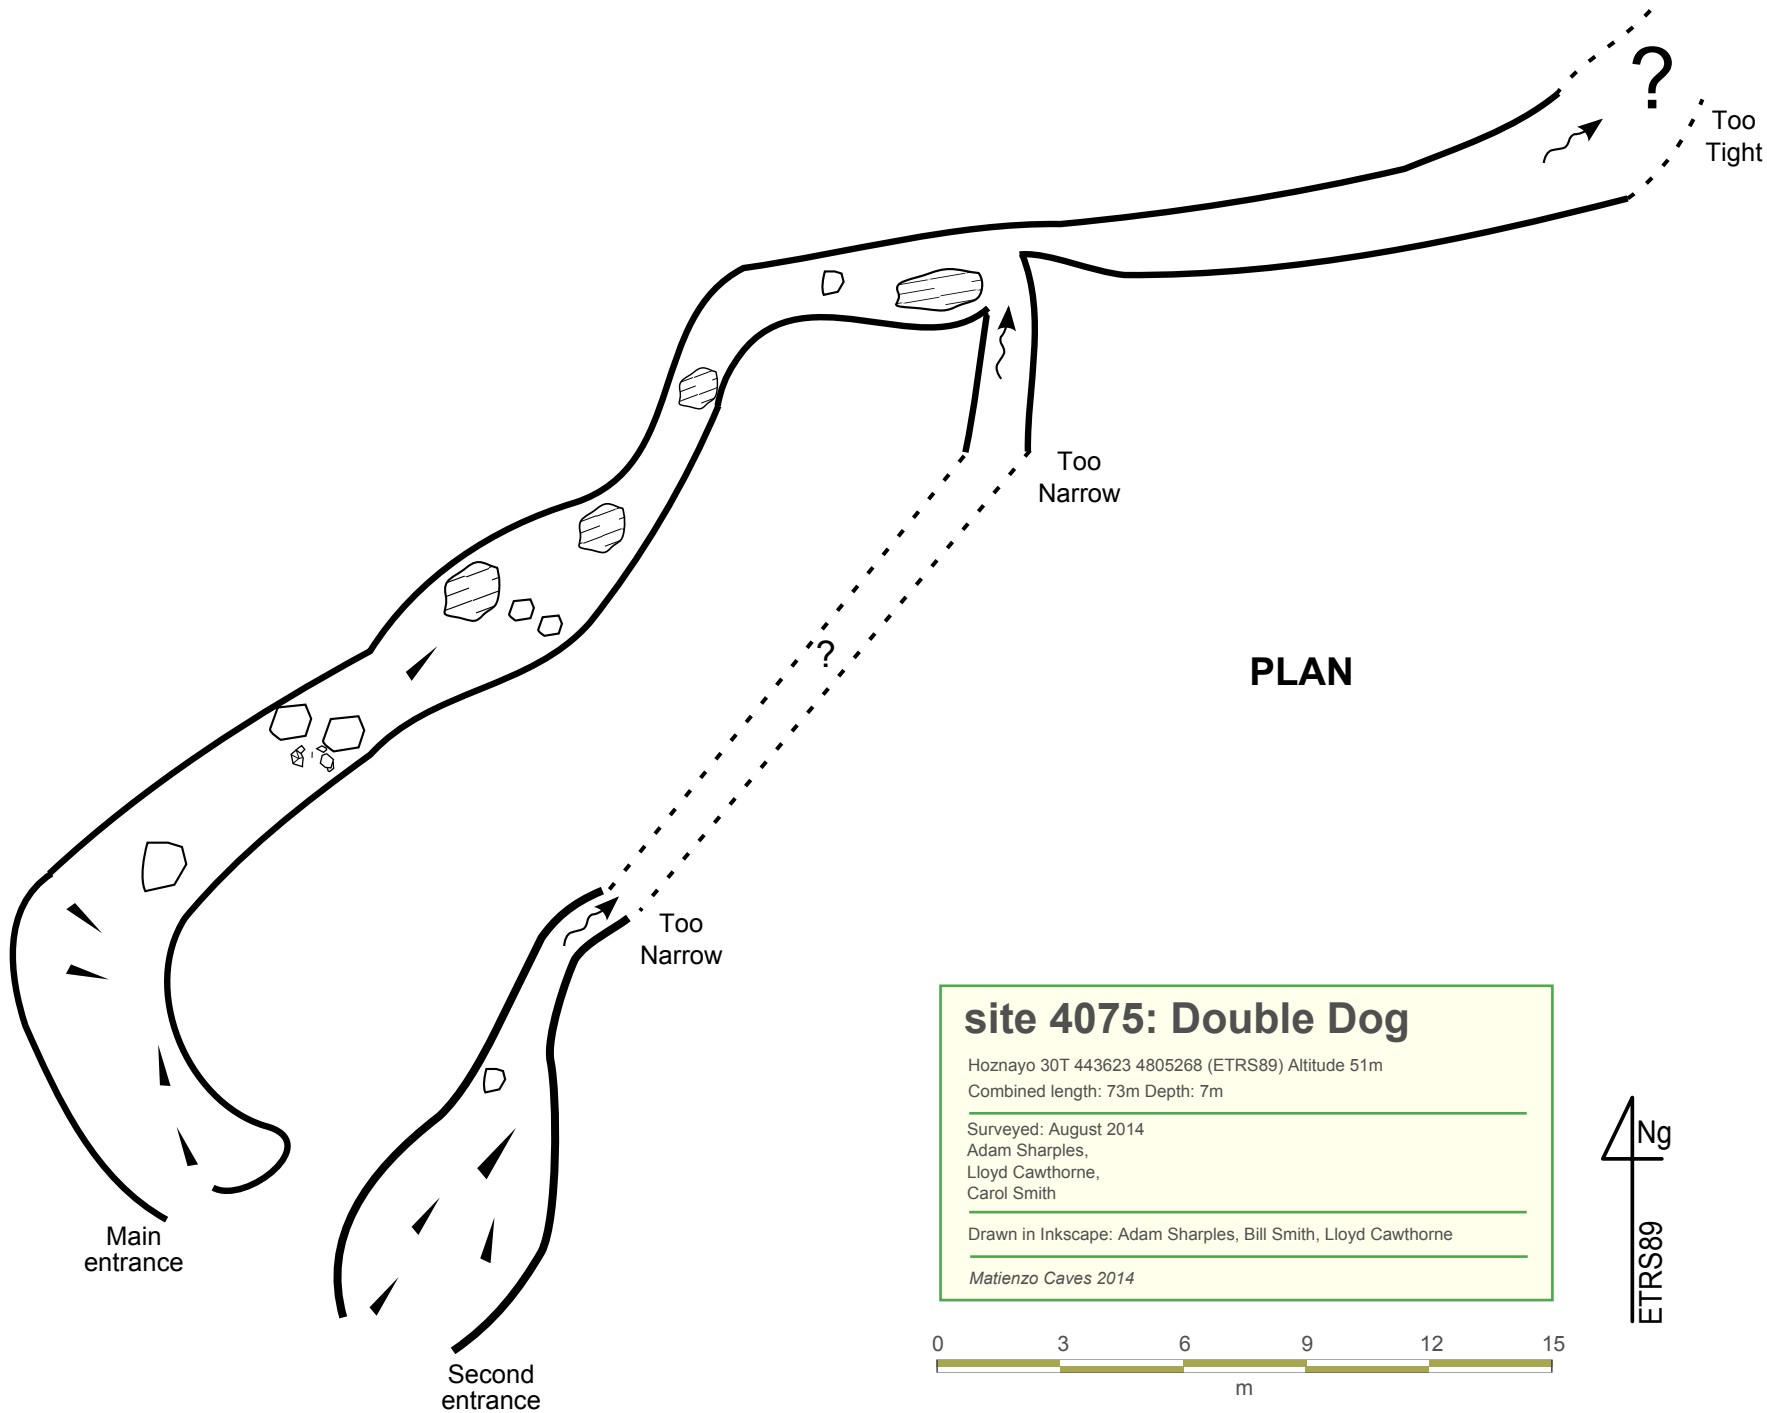 ?
Too
Tight
Too
Narrow
?
PLAN
Too
Narrow
Main
entrance
Second
entrance
site 4075: Double Dog
Hoznayo 30T 443623 4805268 (ETRS89) Altitude 51m
Combined length: 73m Depth: 7m
Surveyed: August 2014
Adam Sharples,
Lloyd Cawthorne,
Carol Smith
Drawn in Inkscape: Adam Sharples, Bill Smith, Lloyd Cawthorne
Matienzo Caves 2014
Ng
ETRS89
0 3 6 9 12 15
m